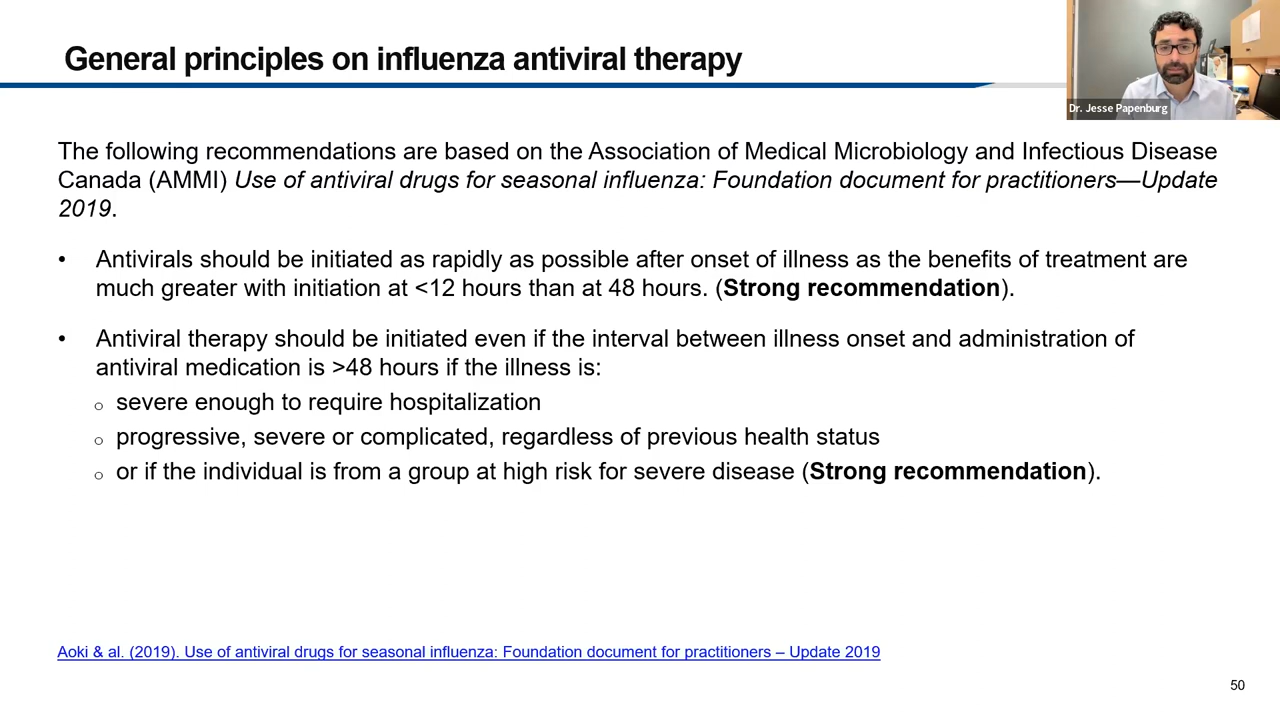 General principles on influenza antiviral therapy
Dr. Jesse Papenburg
The following recommendations are based on the Association of Medical Microbiology and Infectious Disease
Canada (AMMI) Use of antiviral drugs for seasonal influenza: Foundation document for practitioners—Update
2019.
• Antivirals should be initiated as rapidly as possible after onset of illness as the benefits of treatment are
much greater with initiation at <12 hours than at 48 hours. (Strong recommendation).
• Antiviral therapy should be initiated even if the interval between illness onset and administration of
antiviral medication is >48 hours if the illness is:
o severe enough to require hospitalization
o progressive, severe or complicated, regardless of previous health status
o or if the individual is from a group at high risk for severe disease (Strong recommendation).
Aoki & al. (2019). Use of antiviral drugs for seasonal influenza: Foundation document for practitioners – Update 2019
50